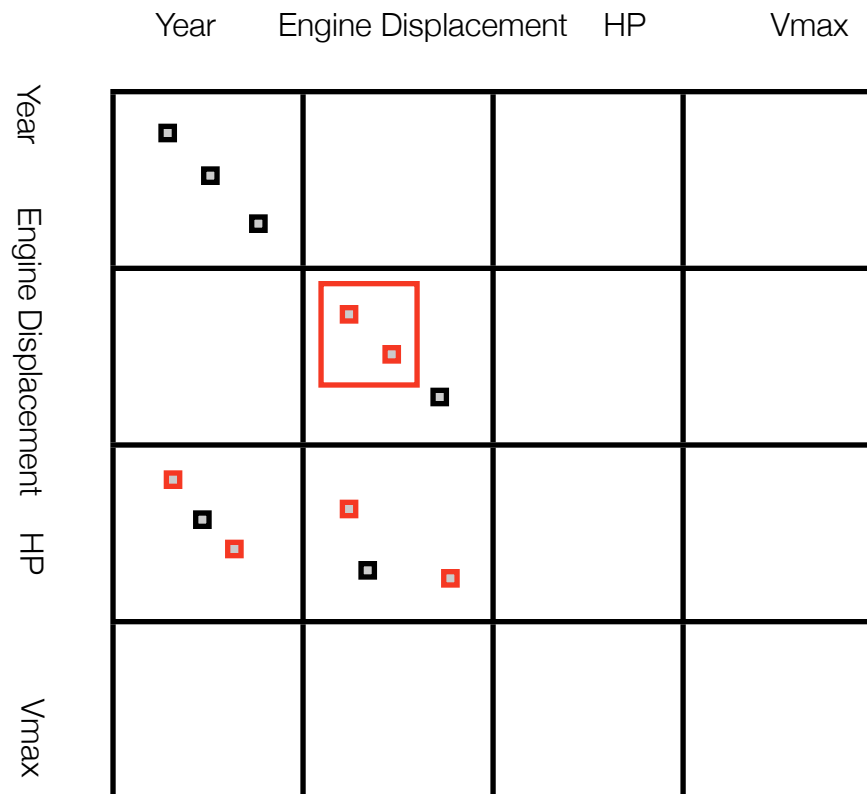 Year Engine Displacement HP Vmax
Year
Engine Displacement
HP
Vmax